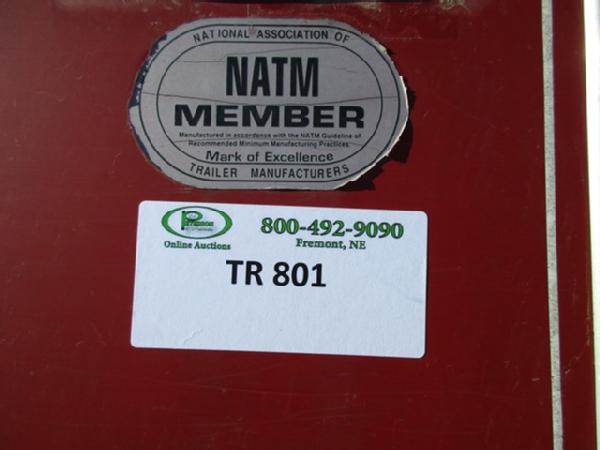 NATIONAL ASSOCIATION OF
NATM
MEMBER
Manufactured in accordance with the NATM Guideline of
Recommended Minimum Manufacturing Practices
Mark of Excellence
TRAILER MANUFACTURERS
Online Auctions
800-492-9090
Fremont, NE
TR 801